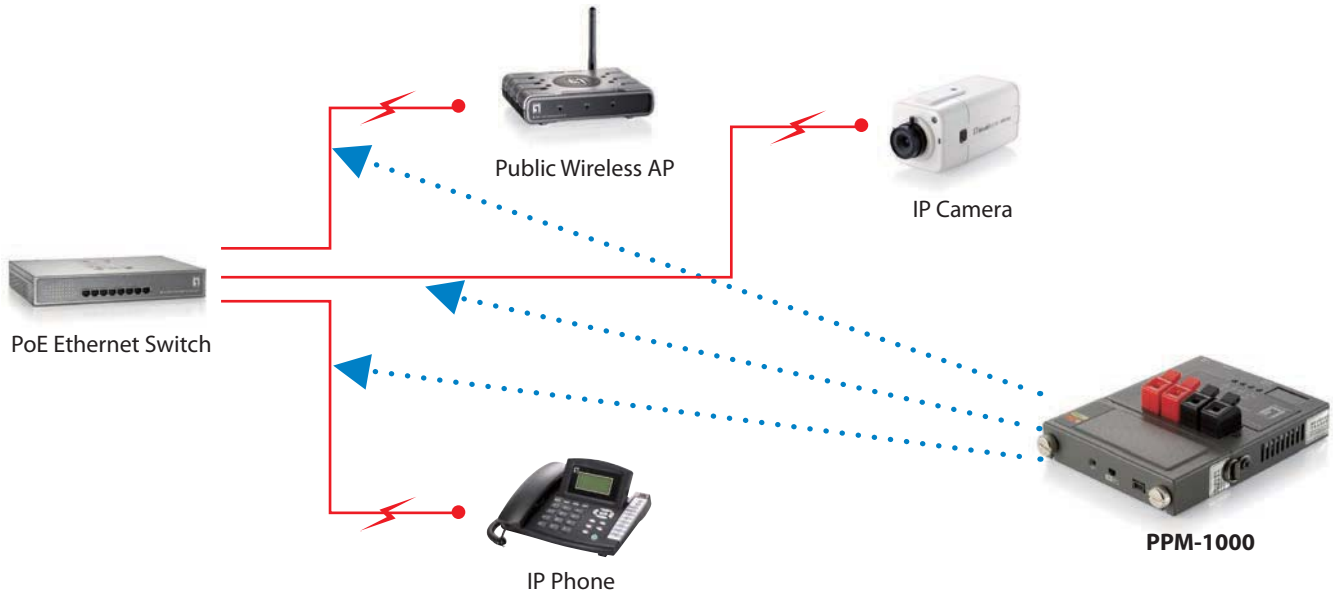 Public Wireless AP
IP Camera
PoE Ethernet Switch
PPM-1000
IP Phone